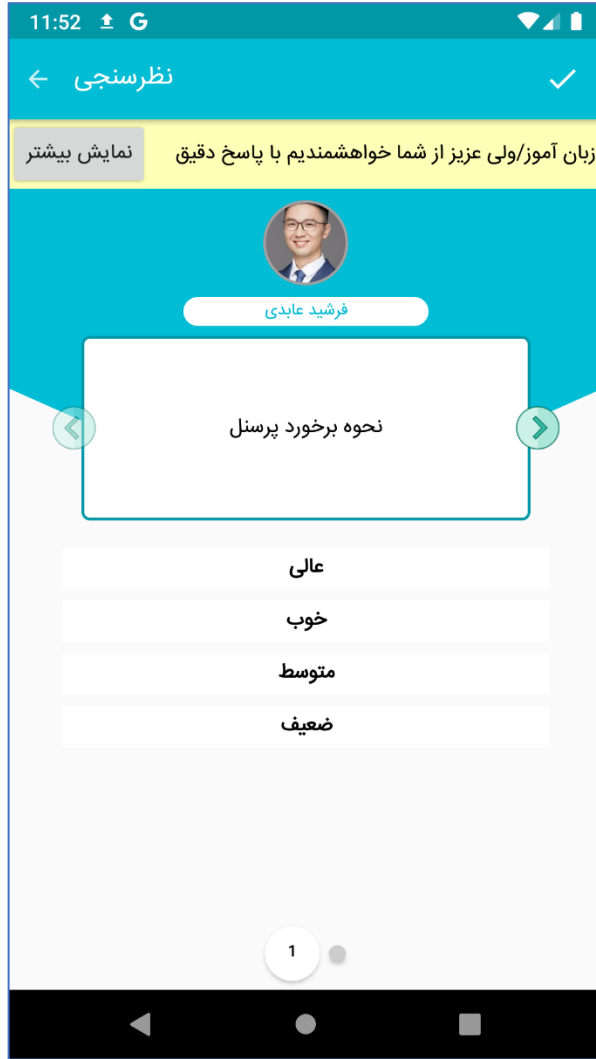 11:52 G
نظرسنجی
زبان آموز/ولی عزیز از شما خواهشمندیم با پاسخ دقیق
نمایش بیشتر
فرشید عابدی
نحوه برخورد پرسنل
عالی
خوب
متوسط
ضعیف
1